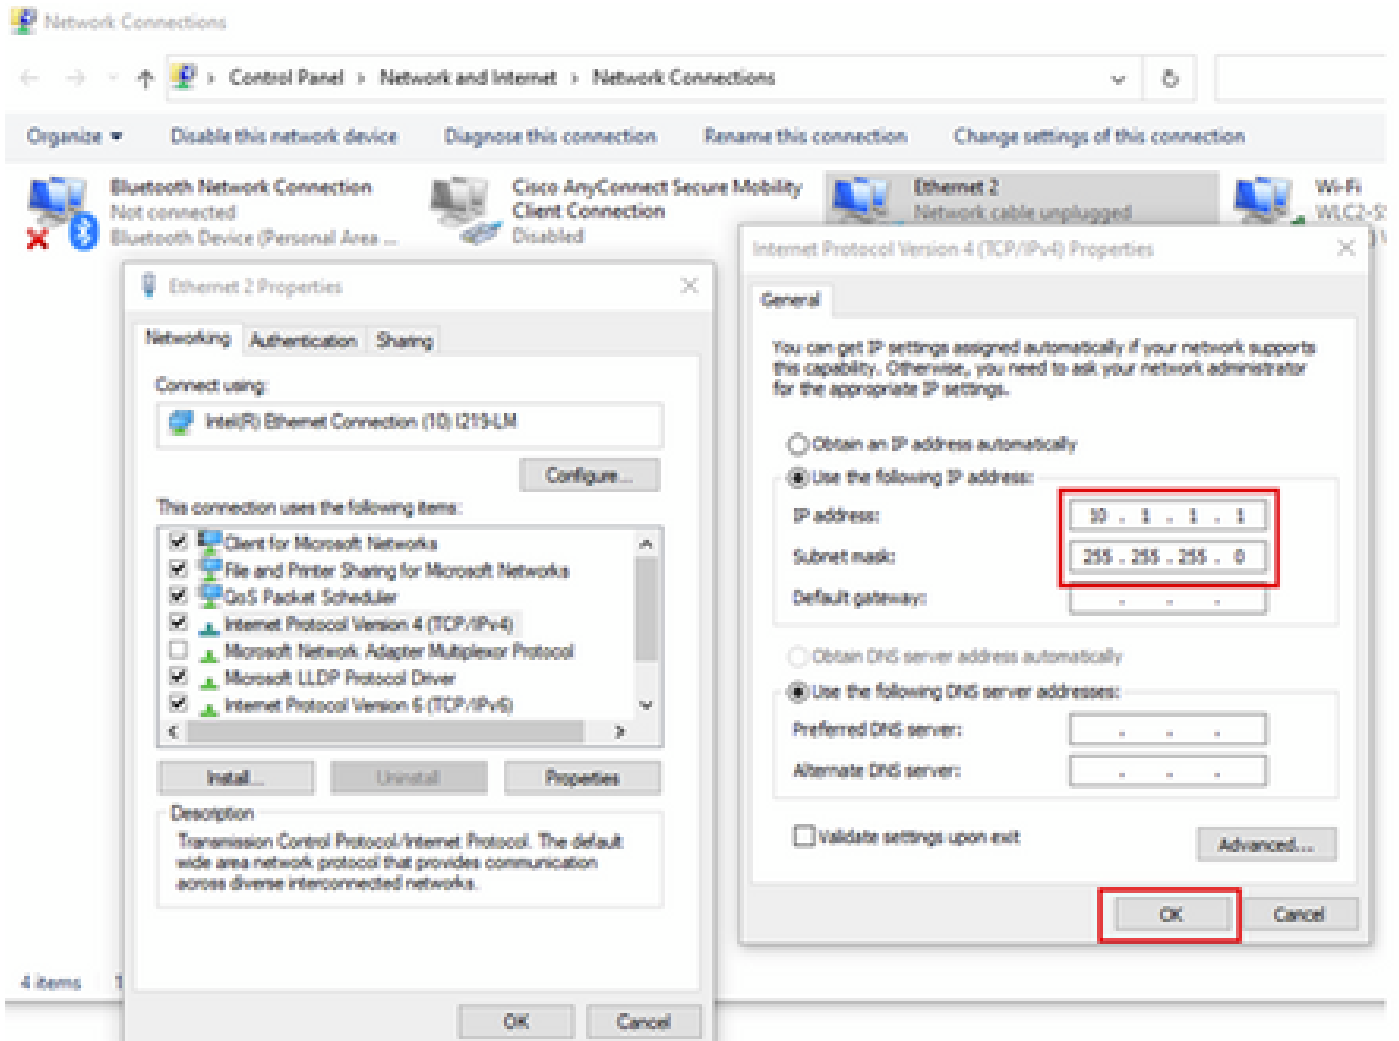 Network Connections
Control Panel > Network and Internet > Network Connections
Organize Disable this network device Diagnose this connection Rename this connection Change settings of this connection
Bluetooth Network Connection
Not connected
Bluetooth Device (Personal Area ...
Cisco AnyConnect Secure Mobility
Client Connection
Disabled
Ethernet 2
Network cable unplugged
Wi-Fi
Ethernet 2 Properties
Networking Authentication Sharing
Connect using:
Intel(R) Ethernet Connection (10) I219-LM
Configure...
This connection uses the following items:
Client for Microsoft Networks
File and Printer Sharing for Microsoft Networks
QoS Packet Scheduler
Internet Protocol Version 4 (TCP/IPv4)
Microsoft Network Adapter Multiplexor Protocol
Microsoft LLDP Protocol Driver
Internet Protocol Version 6 (TCP/IPv6)
Install... Uninstall Properties
Description
Transmission Control Protocol/Internet Protocol. The default
wide area network protocol that provides communication
across diverse interconnected networks.
OK Cancel
Internet Protocol Version 4 (TCP/IPv4) Properties
General
You can get IP settings assigned automatically if your network supports
this capability. Otherwise, you need to ask your network administrator
for the appropriate IP settings.
Obtain an IP address automatically
Use the following IP address:
IP address: 10 . 1 . 1 . 1
Subnet mask: 255 . 255 . 255 . 0
Default gateway: . . .
Obtain DNS server address automatically
Use the following DNS server addresses:
Preferred DNS server: . . .
Alternate DNS server: . . .
Validate settings upon exit
Advanced...
OK Cancel
4 items